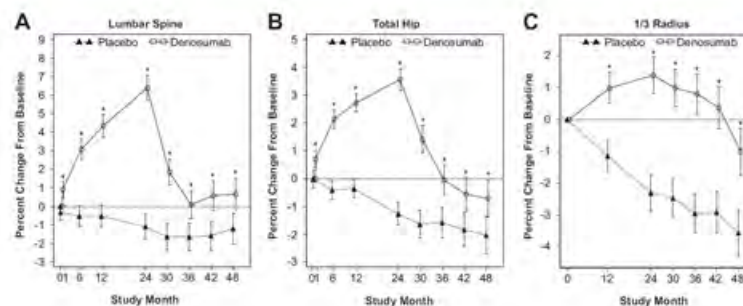 A Lumbar Spine
Placebo Denosumab
Percent Change From Baseline
9
8
7
6
5
4
3
2
1
0
-1
-2
-3
01 6 12 24 30 36 42 48
Study Month
B Total Hip
Placebo Denosumab
Percent Change From Baseline
5
4
3
2
1
0
-1
-2
-3
01 6 12 24 30 36 42 48
Study Month
C 1/3 Radius
Placebo Denosumab
Percent Change From Baseline
2
1
0
-1
-2
-3
-4
0 12 24 30 36 42 48
Study Month